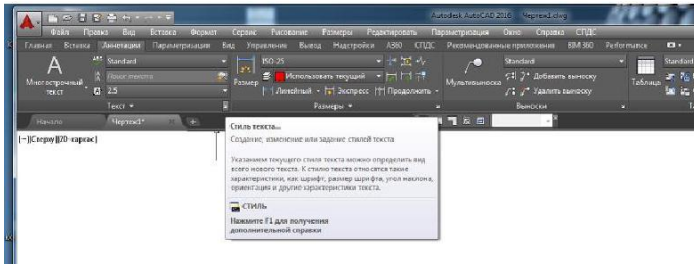 Autodesk AutoCAD 2016 Чертеж1.dwg
Файл Правка Вид Вставка Формат Сервис Рисование Размеры Редактировать Параметризация Окно Справка СПДС
Главная Вставка Аннотации Параметризация Вид Управление Вывод Надстройки A360 СПДС Рекомендованные приложения BIM 360 Performance
Standard ISO-25 Standard Standard
Многострочный текст Поиск текста Размер Использовать текущий Мультивыноска Добавить выноску Таблица
2.5 Линейный Экспресс Продолжить Удалить выноску
Текст Размеры Выноски
Начало Чертеж1*
[−][Сверху][2D-каркас]
Стиль текста...
Создание, изменение или задание стилей текста
Указанием текущего стиля текста можно определить вид
всего нового текста. К стилю текста относятся такие
характеристики, как шрифт, размер шрифта, угол наклона,
ориентация и другие характеристики текста.
СТИЛЬ
Нажмите F1 для получения
дополнительной справки